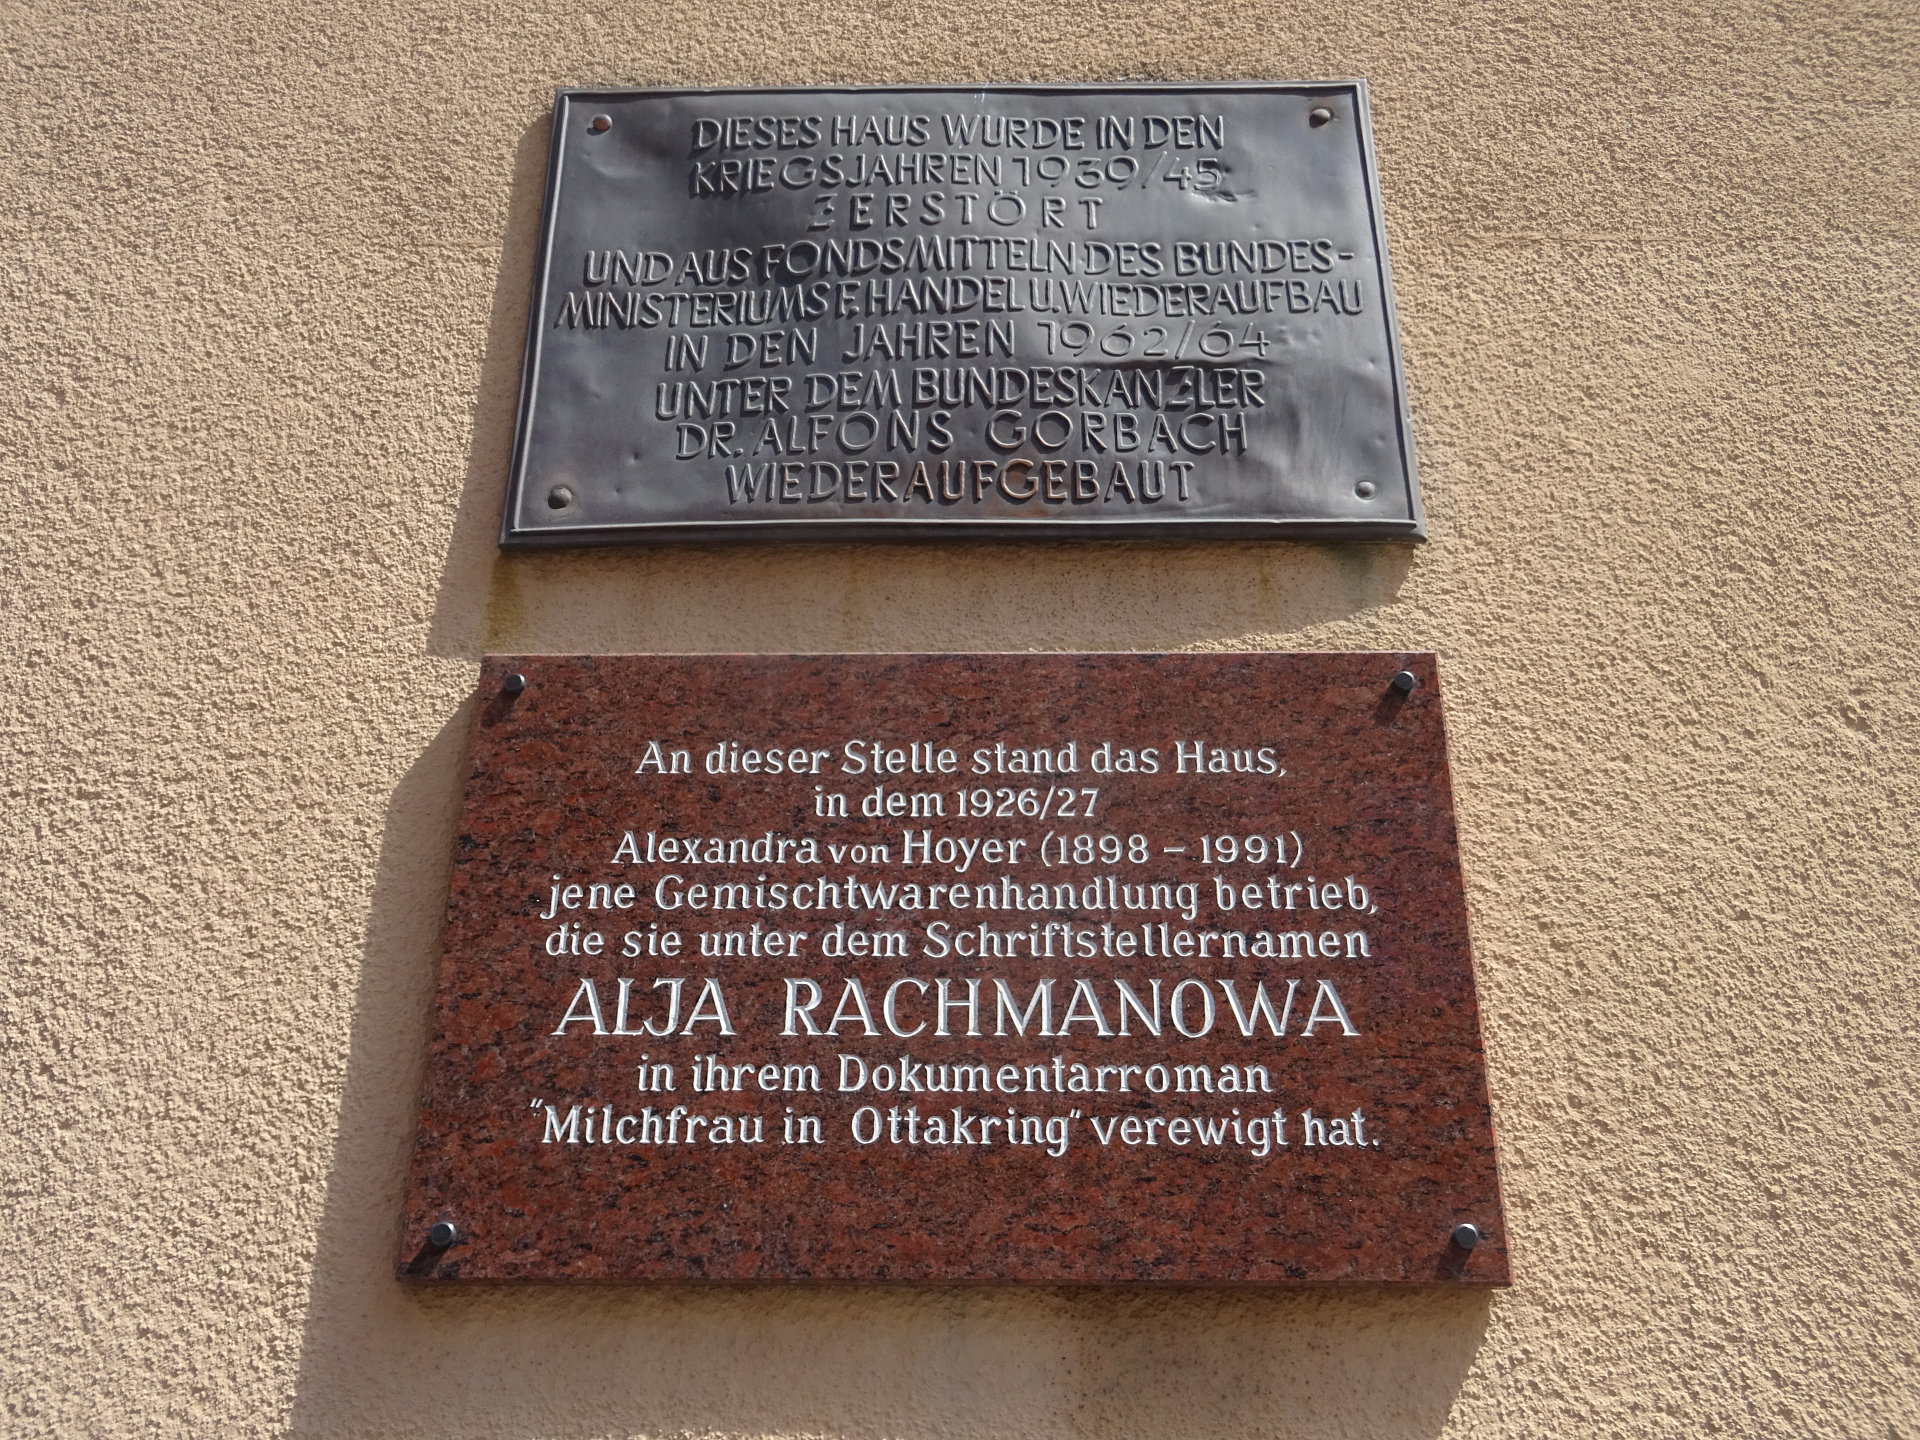 DIESES HAUS WURDE IN DEN
KRIEGSJAHREN 1939/45
ZERSTÖRT
UND AUS FONDSMITTELN DES BUNDES-
MINISTERIUMS F. HANDEL U. WIEDERAUFBAU
IN DEN JAHREN 1962/64
UNTER DEM BUNDESKANZLER
DR. ALFONS GORBACH
WIEDERAUFGEBAUT
An dieser Stelle stand das Haus,
in dem 1926/27
Alexandra von Hoyer (1898 – 1991)
jene Gemischtwarenhandlung betrieb,
die sie unter dem Schriftstellernamen
ALJA RACHMANOWA
in ihrem Dokumentarroman
"Milchfrau in Ottakring" verewigt hat.